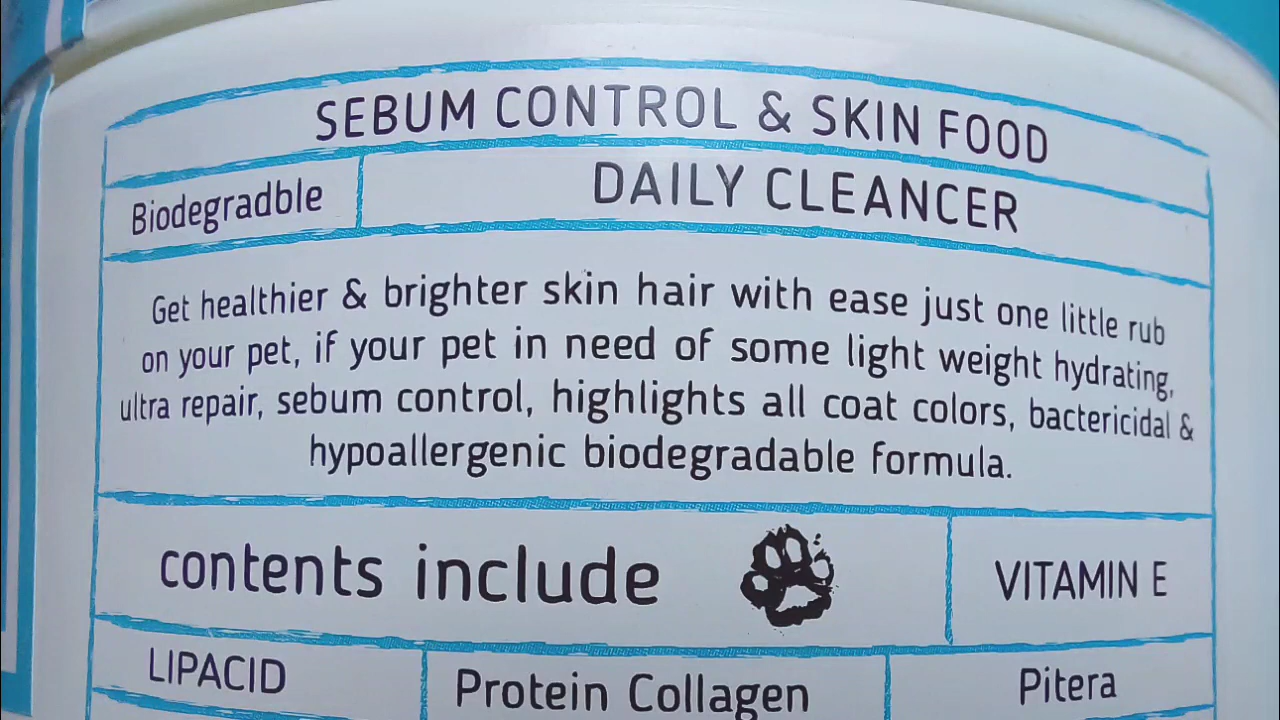 SEBUM CONTROL & SKIN FOOD
Biodegradble
DAILY CLEANCER
Get healthier & brighter skin hair with ease just one little rub
on your pet, if your pet in need of some light weight hydrating,
ultra repair, sebum control, highlights all coat colors, bactericidal &
hypoallergenic biodegradable formula.
contents include
VITAMIN E
LIPACID
Protein Collagen
Pitera